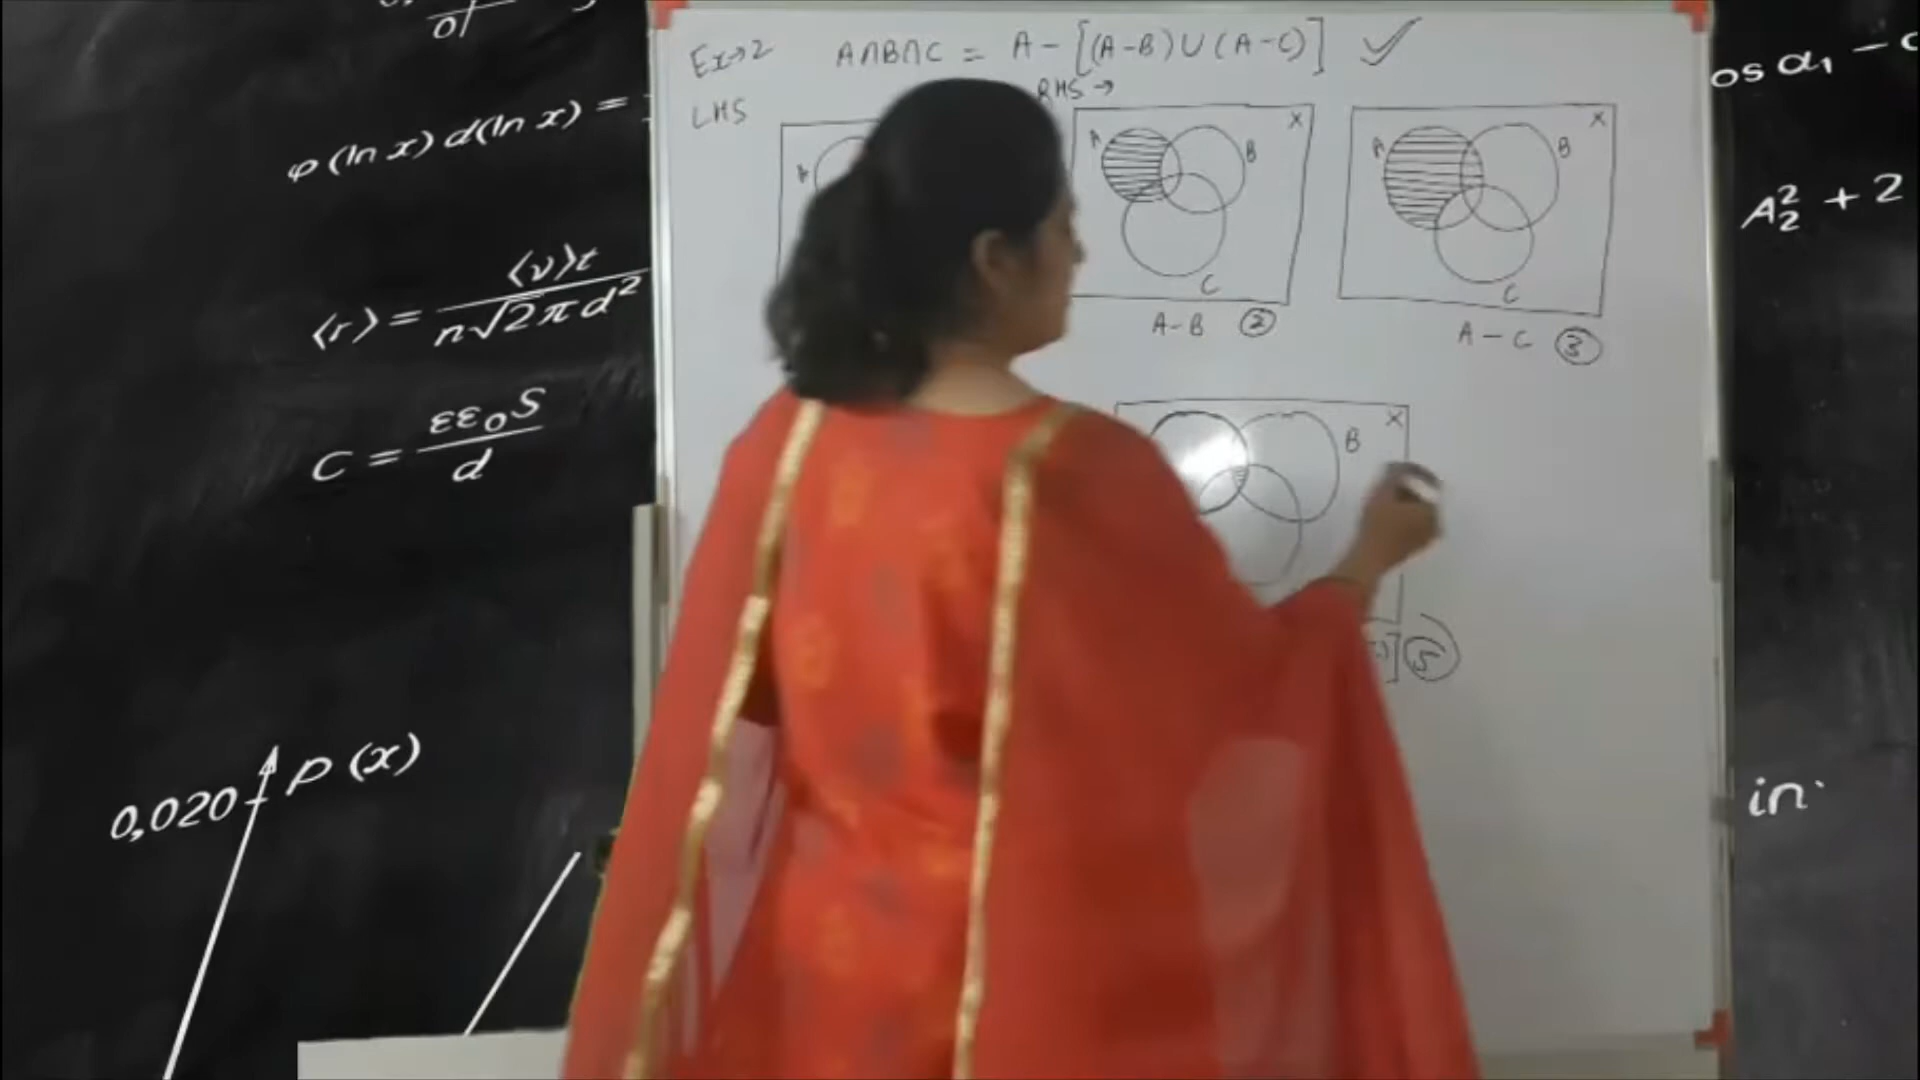 Ex→2 A∩B∩C = A - [(A-B)∪(A-C)] ✓
LHS RHS →
A
A B X
C
A-B ②
A B X
C
A - C ③
B X
] ⑤
φ(ln x) d(ln x) =
⟨r⟩ = ⟨ν⟩t / n√2πd²
C = εε₀S / d
0,020 p(x)
os α₁ -
A₂² + 2
in